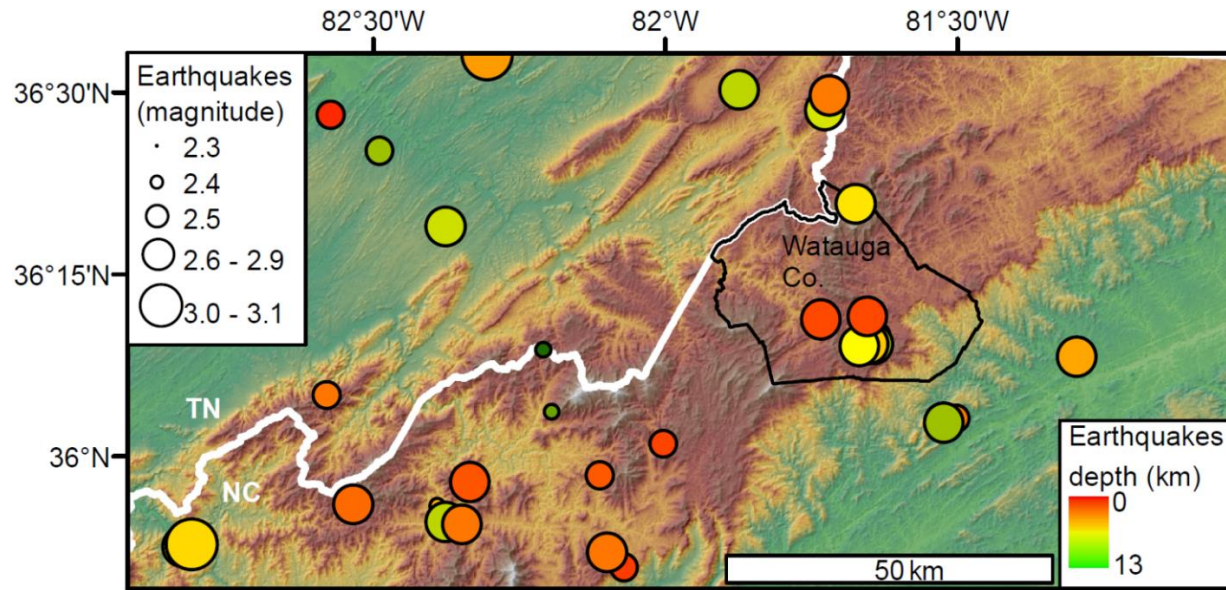 82°30'W 82°W 81°30'W
Earthquakes
(magnitude)
2.3
2.4
2.5
2.6 - 2.9
3.0 - 3.1
36°30'N
36°15'N
36°N
Watauga
Co.
TN
NC
Earthquakes
depth (km)
0
13
50 km